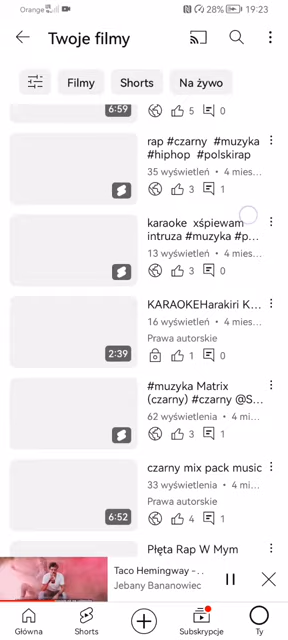 Orange
28%
19:23
Twoje filmy
Filmy
Shorts
Na żywo
6:59
5
0
rap #czarny #muzyka
#hiphop #polskirap
35 wyświetleń • 4 mies...
3
1
karaoke xśpiewam
intruza #muzyka #p...
13 wyświetleń • 4 mies...
3
0
KARAOKEHarakiri K...
16 wyświetleń • 4 mies...
Prawa autorskie
2:39
1
0
#muzyka Matrix
(czarny) #czarny @S...
62 wyświetlenia • 4 mi...
3
1
czarny mix pack music
33 wyświetlenia • 4 mi...
Prawa autorskie
6:52
4
1
Płęta Rap W Mym
Taco Hemingway - . .
Jebany Bananowiec
Główna
Shorts
Subskrypcje
Ty